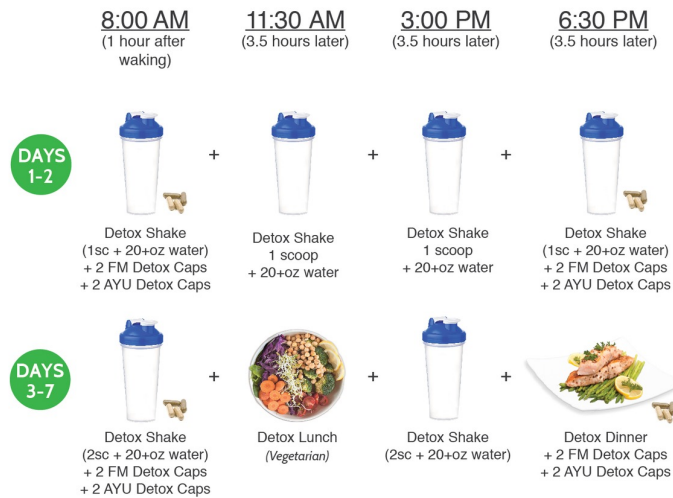 8:00 AM
(1 hour after
waking)
11:30 AM
(3.5 hours later)
3:00 PM
(3.5 hours later)
6:30 PM
(3.5 hours later)
DAYS
1-2
+
+
+
Detox Shake
(1sc + 20+oz water)
+ 2 FM Detox Caps
+ 2 AYU Detox Caps
Detox Shake
1 scoop
+ 20+oz water
Detox Shake
1 scoop
+ 20+oz water
Detox Shake
(1sc + 20+oz water)
+ 2 FM Detox Caps
+ 2 AYU Detox Caps
DAYS
3-7
+
+
+
Detox Shake
(2sc + 20+oz water)
+ 2 FM Detox Caps
+ 2 AYU Detox Caps
Detox Lunch
(Vegetarian)
Detox Shake
(2sc + 20+oz water)
Detox Dinner
+ 2 FM Detox Caps
+ 2 AYU Detox Caps